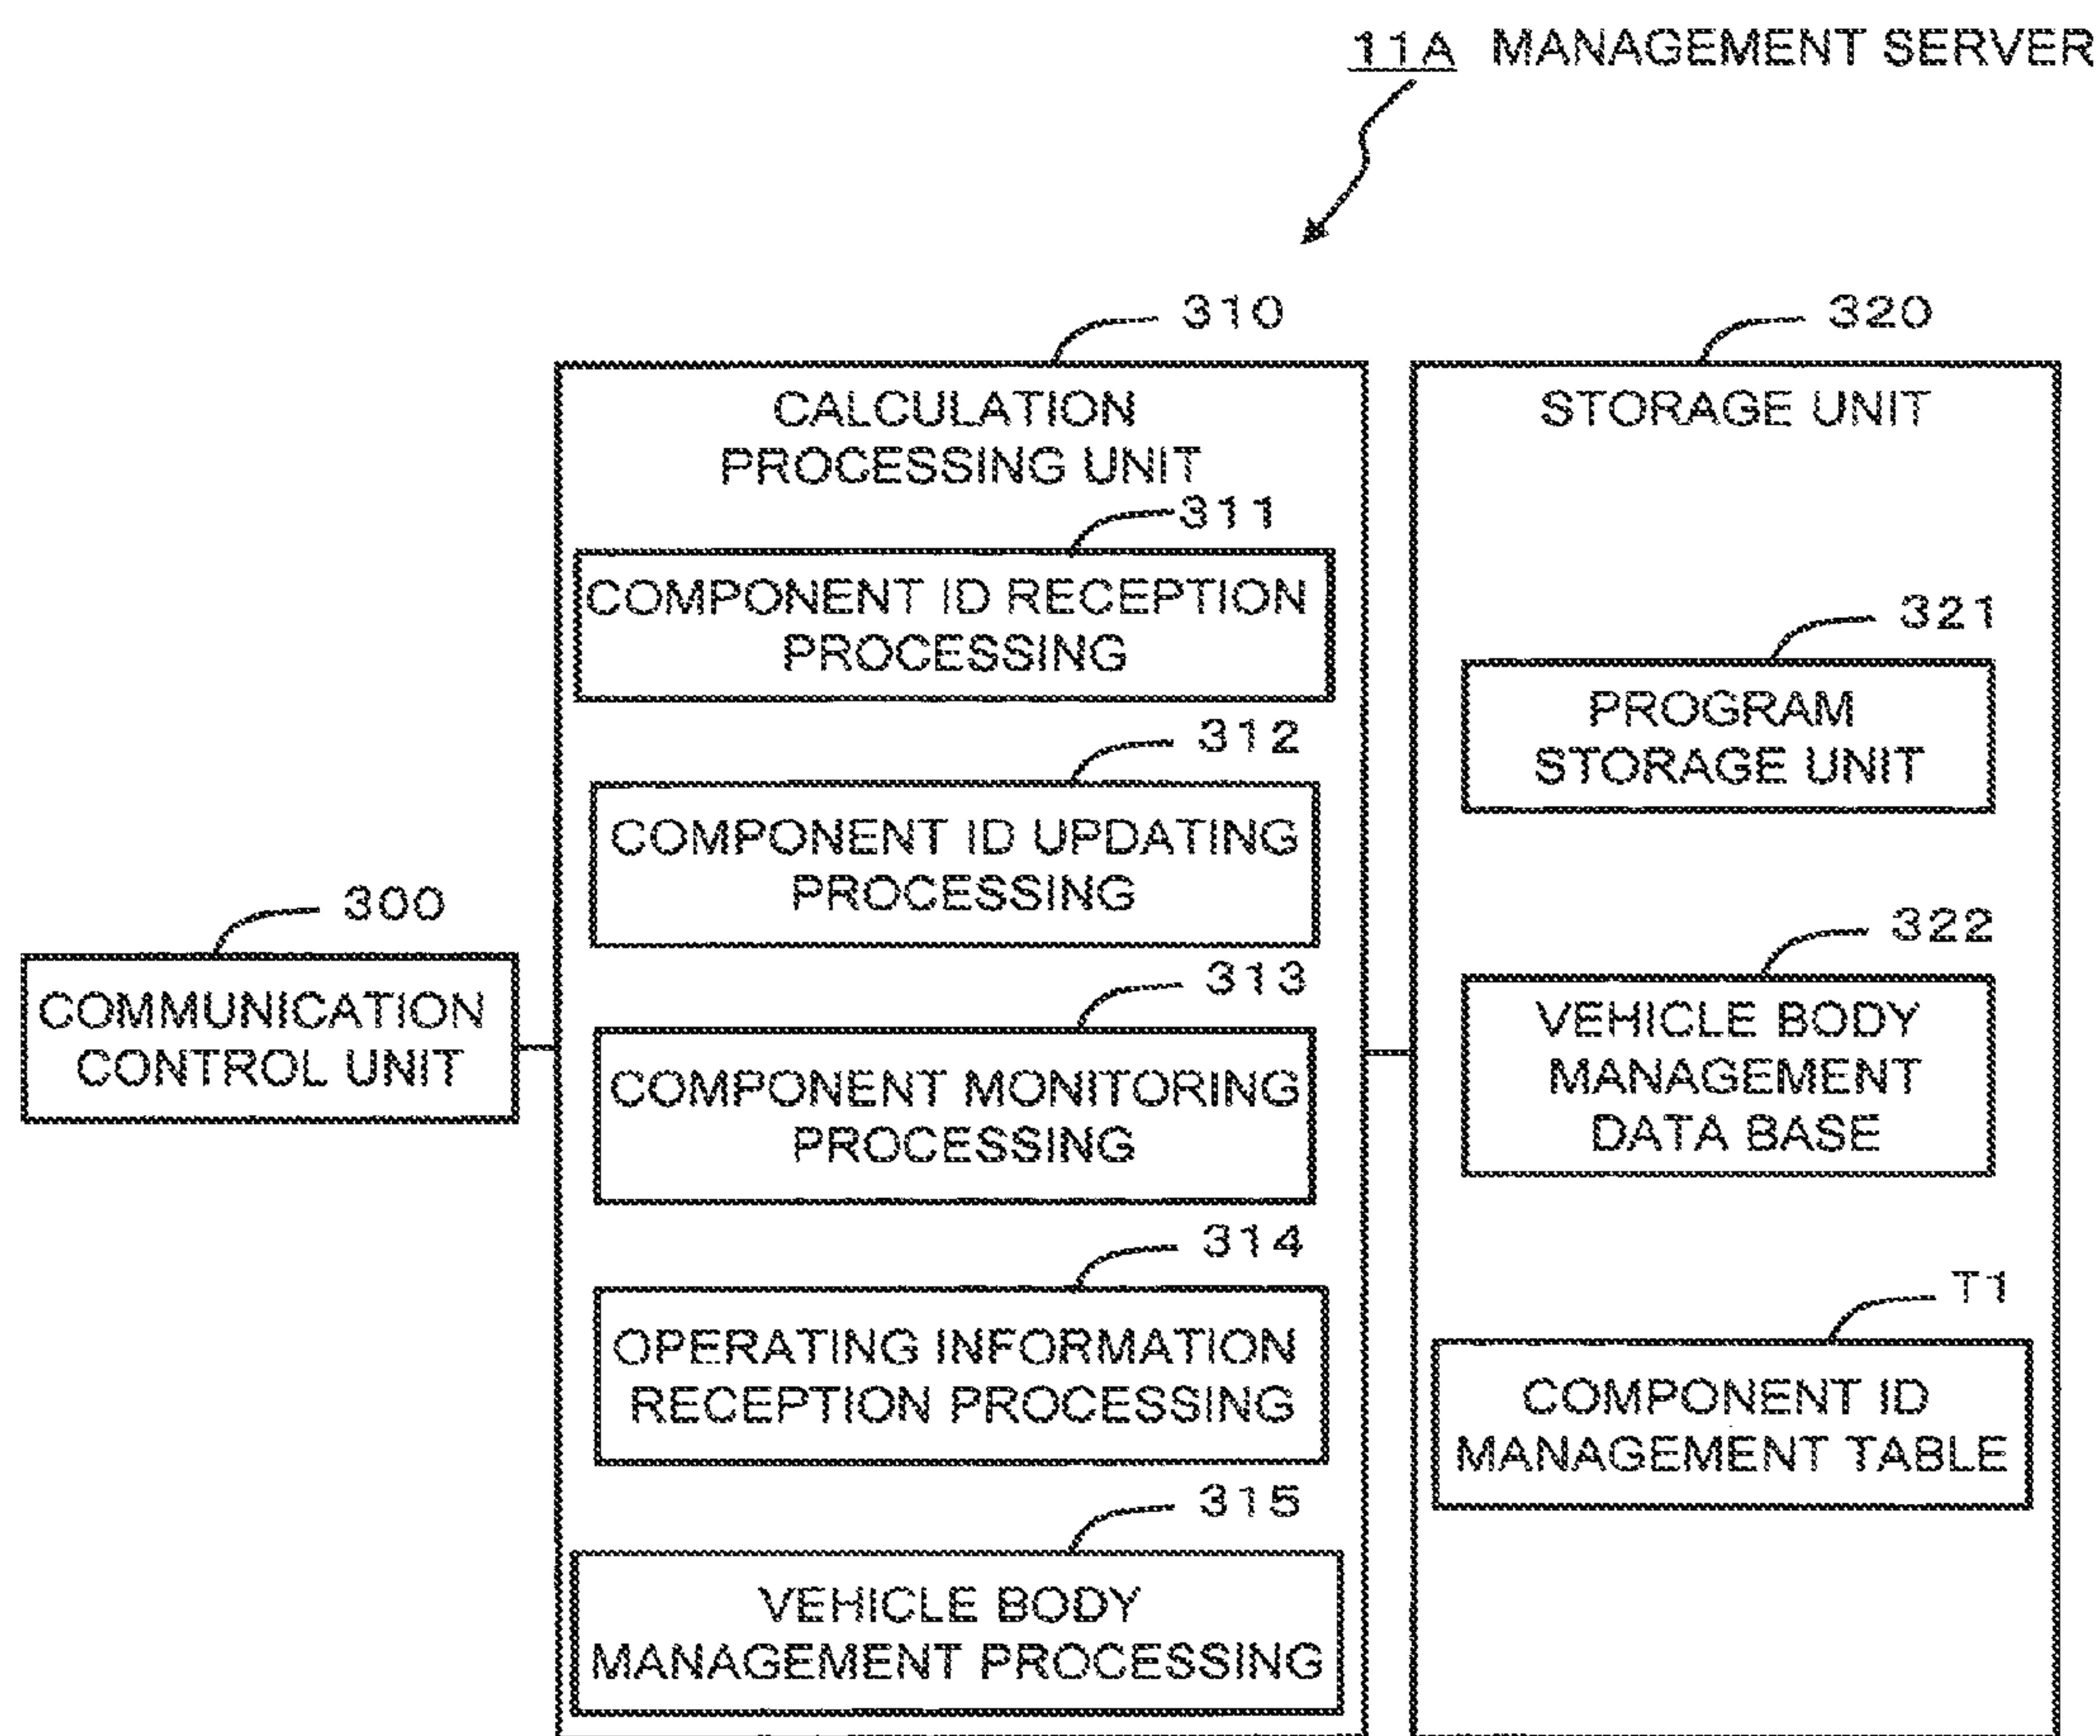 11A MANAGEMENT SERVER
310
CALCULATION
PROCESSING UNIT
311
COMPONENT ID RECEPTION
PROCESSING
312
COMPONENT ID UPDATING
PROCESSING
300
COMMUNICATION
CONTROL UNIT
313
COMPONENT MONITORING
PROCESSING
314
OPERATING INFORMATION
RECEPTION PROCESSING
315
VEHICLE BODY
MANAGEMENT PROCESSING
320
STORAGE UNIT
321
PROGRAM
STORAGE UNIT
322
VEHICLE BODY
MANAGEMENT
DATA BASE
T1
COMPONENT ID
MANAGEMENT TABLE